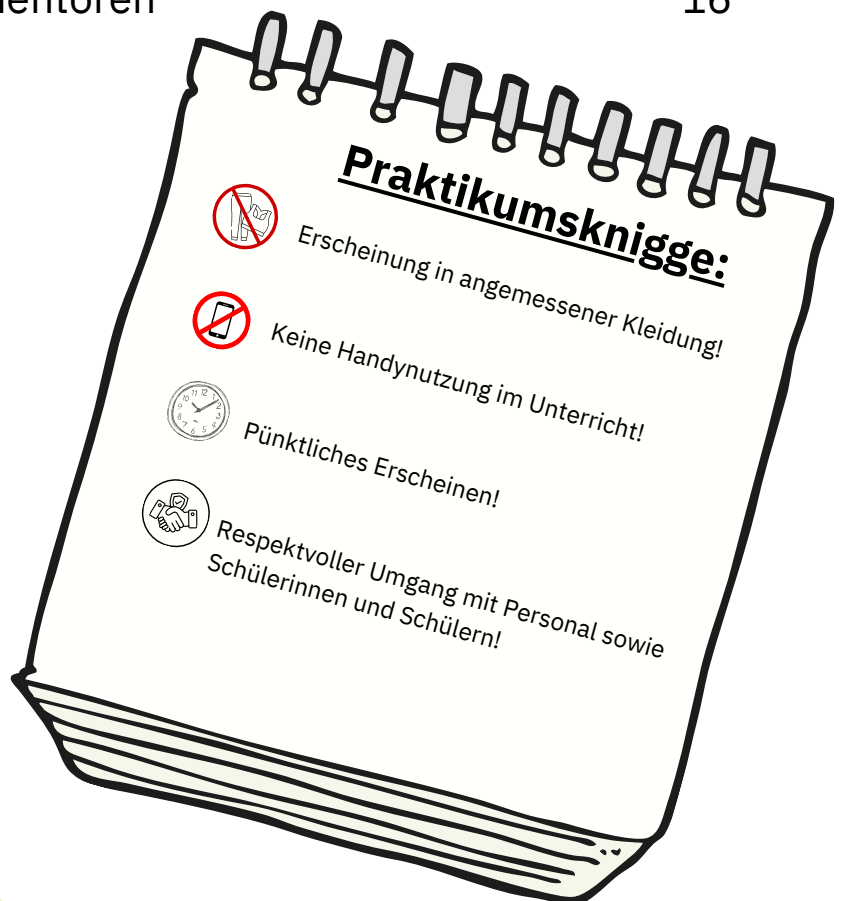 16
Praktikumsknigge:
Erscheinung in angemessener Kleidung!
Keine Handynutzung im Unterricht!
Pünktliches Erscheinen!
Respektvoller Umgang mit Personal sowie
Schülerinnen und Schülern!